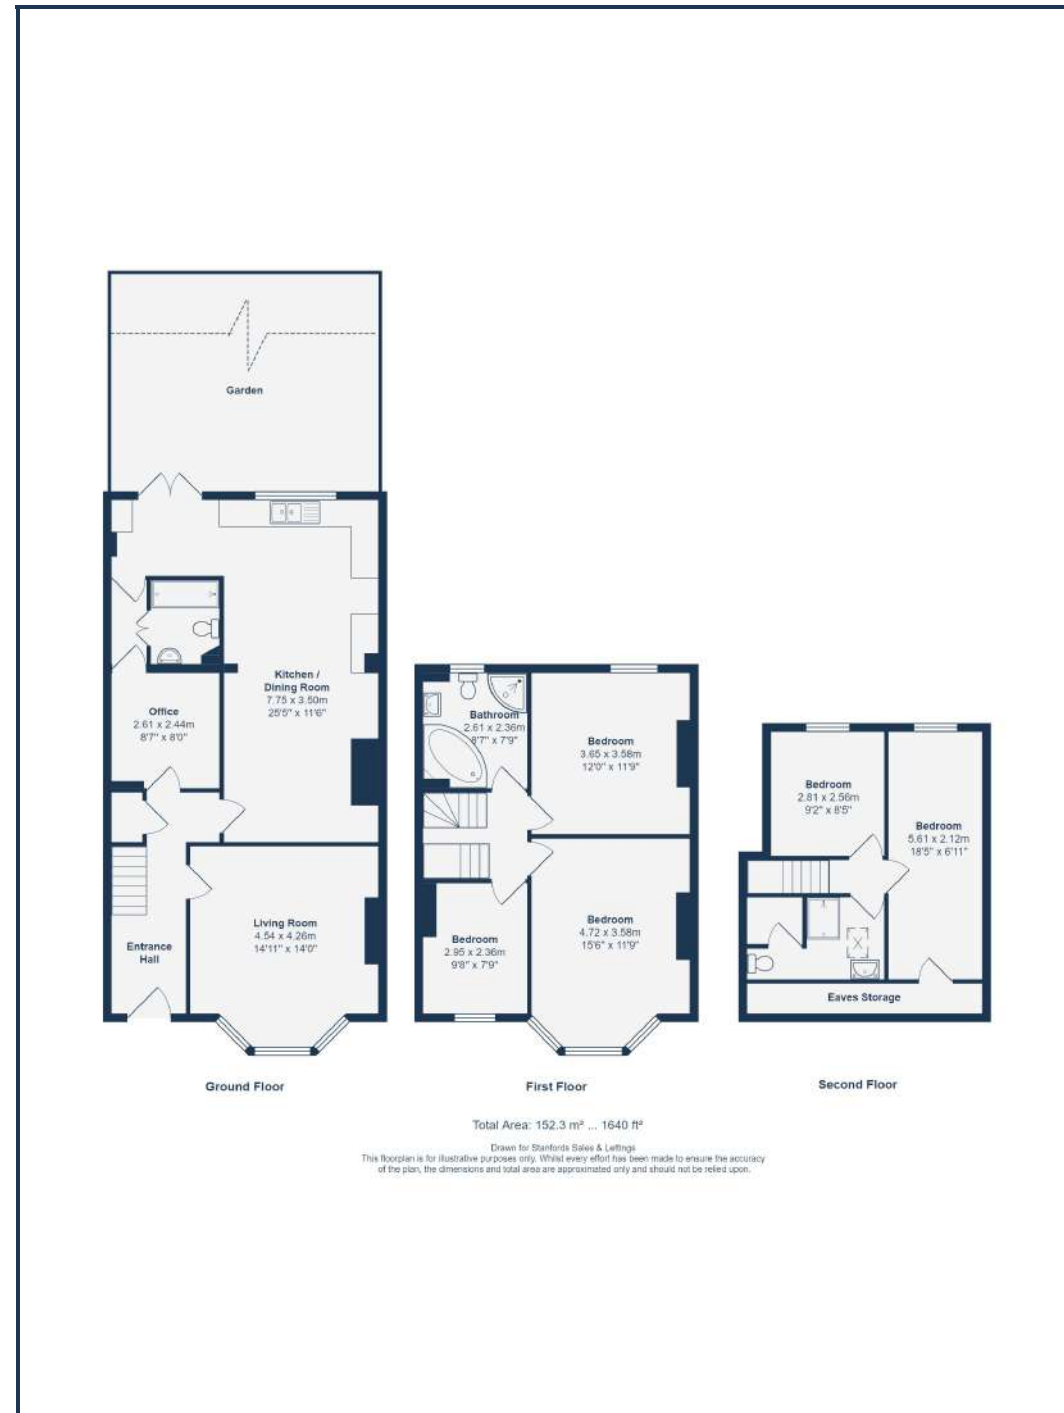 Garden
Kitchen /
Dining Room
7.75 x 3.50m
25'5" x 11'6"
Office
2.61 x 2.44m
8'7" x 8'0"
Living Room
4.54 x 4.26m
14'11" x 14'0"
Entrance
Hall
Ground Floor
Bathroom
2.61 x 2.36m
8'7" x 7'9"
Bedroom
3.65 x 3.58m
12'0" x 11'9"
Bedroom
4.72 x 3.58m
15'6" x 11'9"
Bedroom
2.95 x 2.36m
9'8" x 7'9"
First Floor
Bedroom
2.81 x 2.56m
9'2" x 8'5"
Bedroom
5.61 x 2.12m
18'5" x 6'11"
Eaves Storage
Second Floor
Total Area: 152.3 m² ... 1640 ft²
Drawn for Stanfords Sales & Lettings
This floorplan is for illustrative purposes only. Whilst every effort has been made to ensure the accuracy
of the plan, the dimensions and total area are approximated only and should not be relied upon.